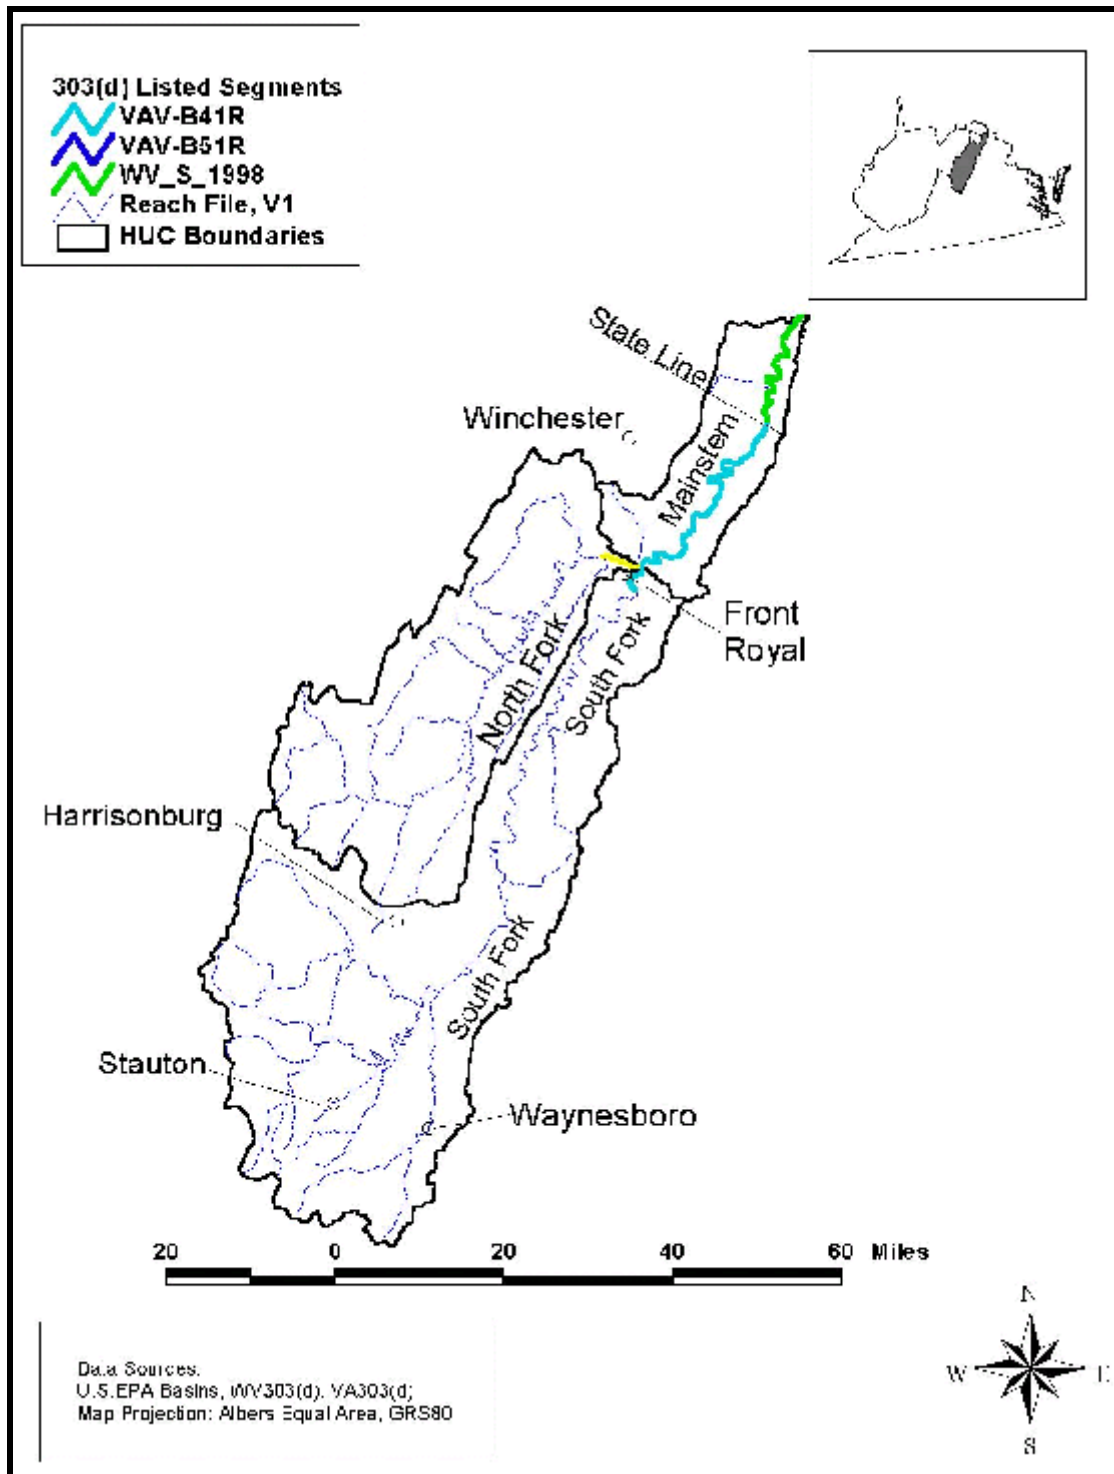 303(d) Listed Segments
VAV-B41R
VAV-B51R
WV_S_1998
Reach File, V1
HUC Boundaries
State Line
Winchester
Mainstem
Front
Royal
North Fork
South Fork
Harrisonburg
South Fork
Stauton
Waynesboro
20 0 20 40 60 Miles
Data Sources:
U.S.EPA Basins, WV303(d), VA303(d;
Map Projection: Albers Equal Area, GRS80
N
W E
S